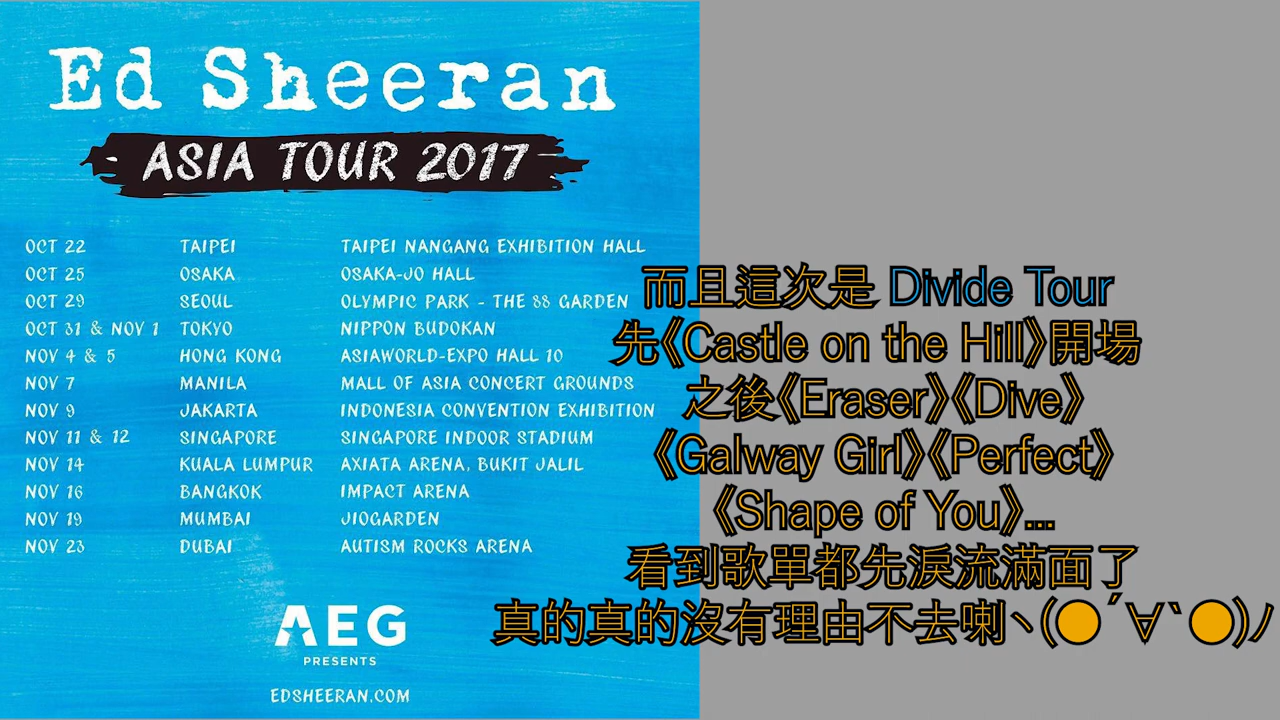 Ed Sheeran
ASIA TOUR 2017
OCT 22 TAIPEI TAIPEI NANGANG EXHIBITION HALL
OCT 25 OSAKA OSAKA-JO HALL
OCT 29 SEOUL OLYMPIC PARK - THE 88 GARDEN
OCT 31 & NOV 1 TOKYO NIPPON BUDOKAN
NOV 4 & 5 HONG KONG ASIAWORLD-EXPO HALL 10
NOV 7 MANILA MALL OF ASIA CONCERT GROUNDS
NOV 9 JAKARTA INDONESIA CONVENTION EXHIBITION
NOV 11 & 12 SINGAPORE SINGAPORE INDOOR STADIUM
NOV 14 KUALA LUMPUR AXIATA ARENA, BUKIT JALIL
NOV 16 BANGKOK IMPACT ARENA
NOV 19 MUMBAI JIOGARDEN
NOV 23 DUBAI AUTISM ROCKS ARENA
AEG
PRESENTS
EDSHEERAN.COM
而且這次是 Divide Tour
先《Castle on the Hill》開場
之後《Eraser》《Dive》
《Galway Girl》《Perfect》
《Shape of You》...
看到歌單都先淚流滿面了
真的真的沒有理由不去喇ヽ(●´∀`●)ﾉ